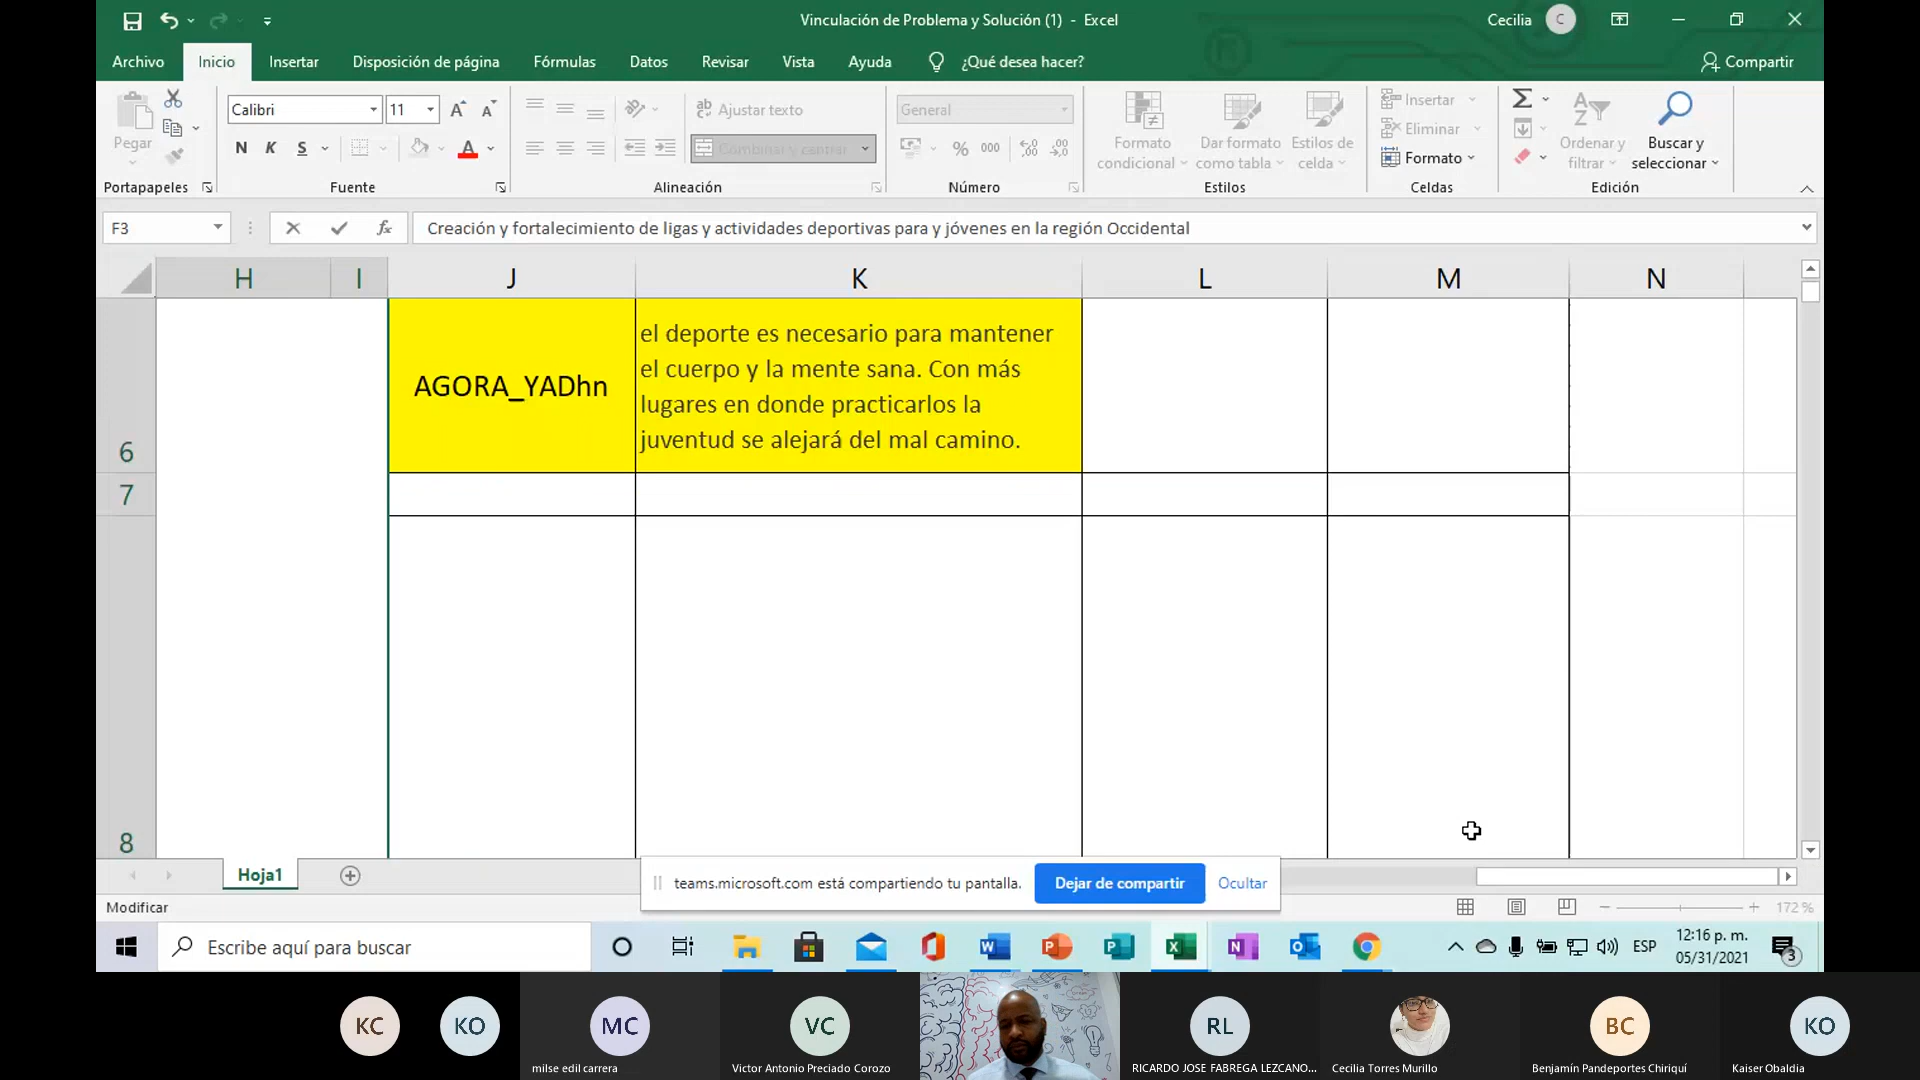 Vinculación de Problema y Solución (1) - Excel
Cecilia
C
Archivo
Inicio
Insertar
Disposición de página
Fórmulas
Datos
Revisar
Vista
Ayuda
¿Qué desea hacer?
Compartir
Pegar
Portapapeles
Calibri
11
N K S
Fuente
Ajustar texto
Combinar y centrar
Alineación
General
% 000
Número
Formato condicional
Dar formato como tabla
Estilos de celda
Estilos
Insertar
Eliminar
Formato
Celdas
Ordenar y filtrar
Buscar y seleccionar
Edición
F3
fx
Creación y fortalecimiento de ligas y actividades deportivas para y jóvenes en la región Occidental
H I J K L M N
6
AGORA_YADhn
el deporte es necesario para mantener
el cuerpo y la mente sana. Con más
lugares en donde practicarlos la
juventud se alejará del mal camino.
7
8
Hoja1
teams.microsoft.com está compartiendo tu pantalla.
Dejar de compartir
Ocultar
Modificar
172 %
Escribe aquí para buscar
ESP
12:16 p. m.
05/31/2021
3
KC
KO
MC
milse edil carrera
VC
Victor Antonio Preciado Corozo
RL
RICARDO JOSE FABREGA LEZCANO...
Cecilia Torres Murillo
BC
Benjamín Pandeportes Chiriquí
KO
Kaiser Obaldia